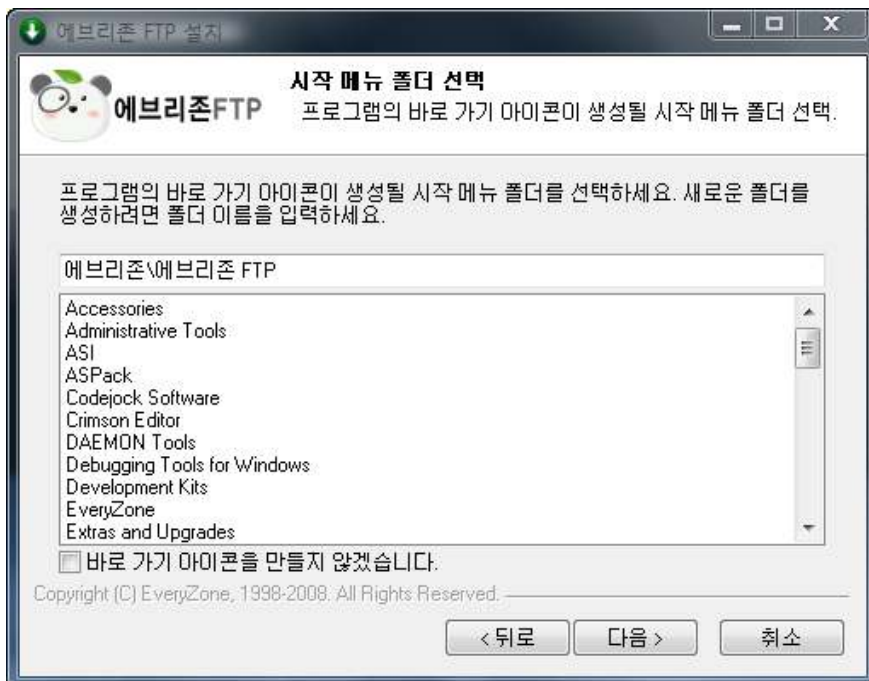 에브리존 FTP 설치
에브리존FTP
시작 메뉴 폴더 선택
프로그램의 바로 가기 아이콘이 생성될 시작 메뉴 폴더 선택.
프로그램의 바로 가기 아이콘이 생성될 시작 메뉴 폴더를 선택하세요. 새로운 폴더를
생성하려면 폴더 이름을 입력하세요.
에브리존\에브리존 FTP
Accessories
Administrative Tools
ASI
ASPack
Codejock Software
Crimson Editor
DAEMON Tools
Debugging Tools for Windows
Development Kits
EveryZone
Extras and Upgrades
바로 가기 아이콘을 만들지 않겠습니다.
Copyright (C) EveryZone, 1998-2008. All Rights Reserved.
< 뒤로
다음 >
취소